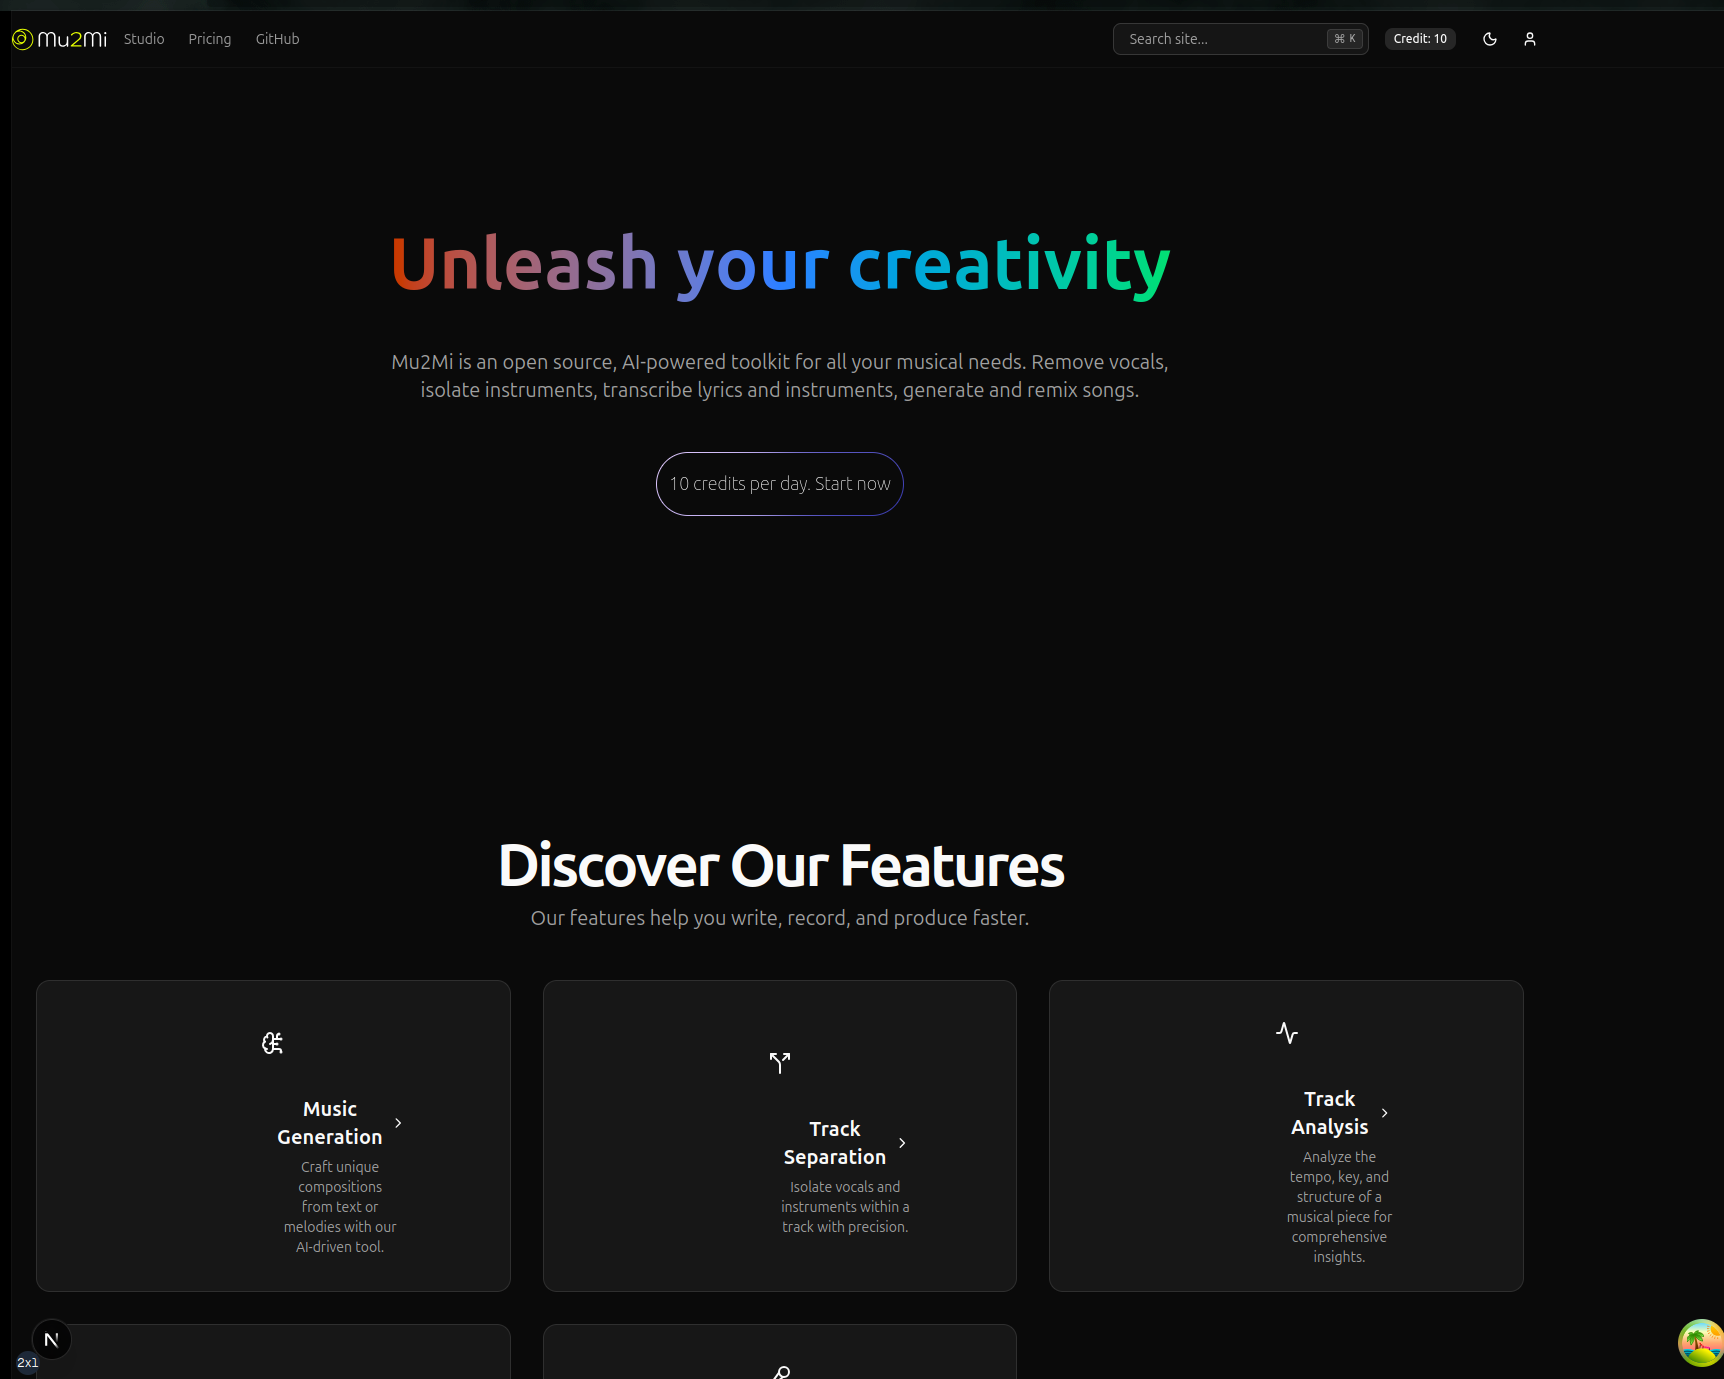 Mu2Mi Studio Pricing GitHub Search site... ⌘ K Credit: 10
Unleash your creativity
Mu2Mi is an open source, AI-powered toolkit for all your musical needs. Remove vocals,
isolate instruments, transcribe lyrics and instruments, generate and remix songs.
10 credits per day. Start now
Discover Our Features
Our features help you write, record, and produce faster.
Music
Generation
Craft unique
compositions
from text or
melodies with our
AI-driven tool.
Track
Separation
Isolate vocals and
instruments within a
track with precision.
Track
Analysis
Analyze the
tempo, key, and
structure of a
musical piece for
comprehensive
insights.
N
2xl